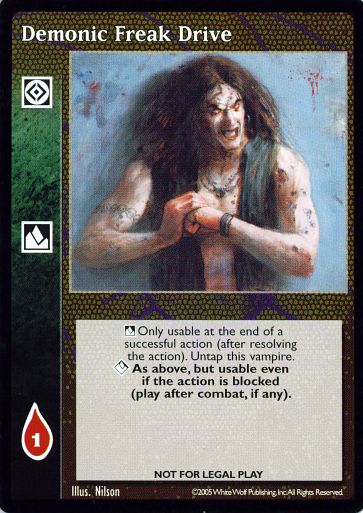 Demonic Freak Drive
Only usable at the end of a
successful action (after resolving
the action). Untap this vampire.
As above, but usable even
if the action is blocked
(play after combat, if any).
1
NOT FOR LEGAL PLAY
Illus. Nilson
©2005 White Wolf Publishing, Inc. All Rights Reserved.